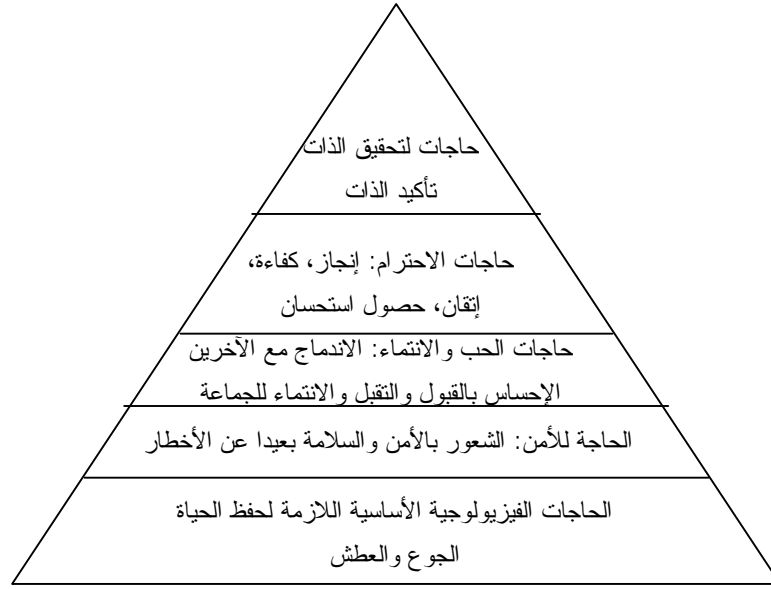 حاجات لتحقيق الذات
تأكيد الذات
حاجات الاحترام: إنجاز، كفاءة،
إتقان، حصول استحسان
حاجات الحب والانتماء: الاندماج مع الآخرين
الإحساس بالقبول والتقبل والانتماء للجماعة
الحاجة للأمن: الشعور بالأمن والسلامة بعيدا عن الأخطار
الحاجات الفيزيولوجية الأساسية اللازمة لحفظ الحياة
الجوع والعطش